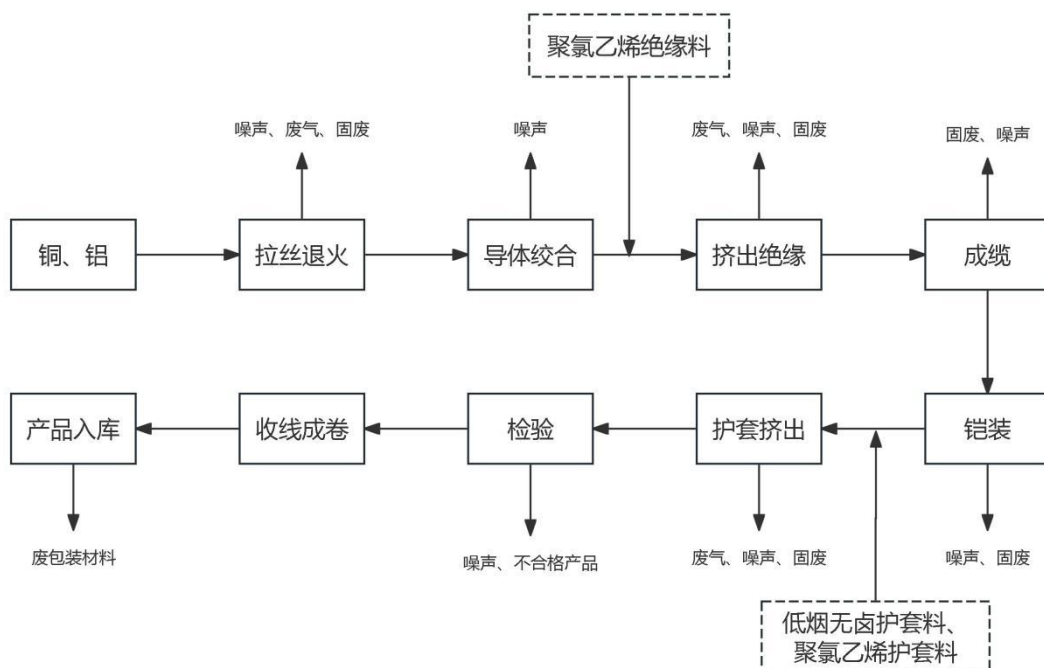 聚氯乙烯绝缘料
噪声、废气、固废
噪声
废气、噪声、固废
固废、噪声
铜、铝
拉丝退火
导体绞合
挤出绝缘
成缆
产品入库
收线成卷
检验
护套挤出
铠装
废包装材料
噪声、不合格产品
废气、噪声、固废
噪声、固废
低烟无卤护套料、
聚氯乙烯护套料